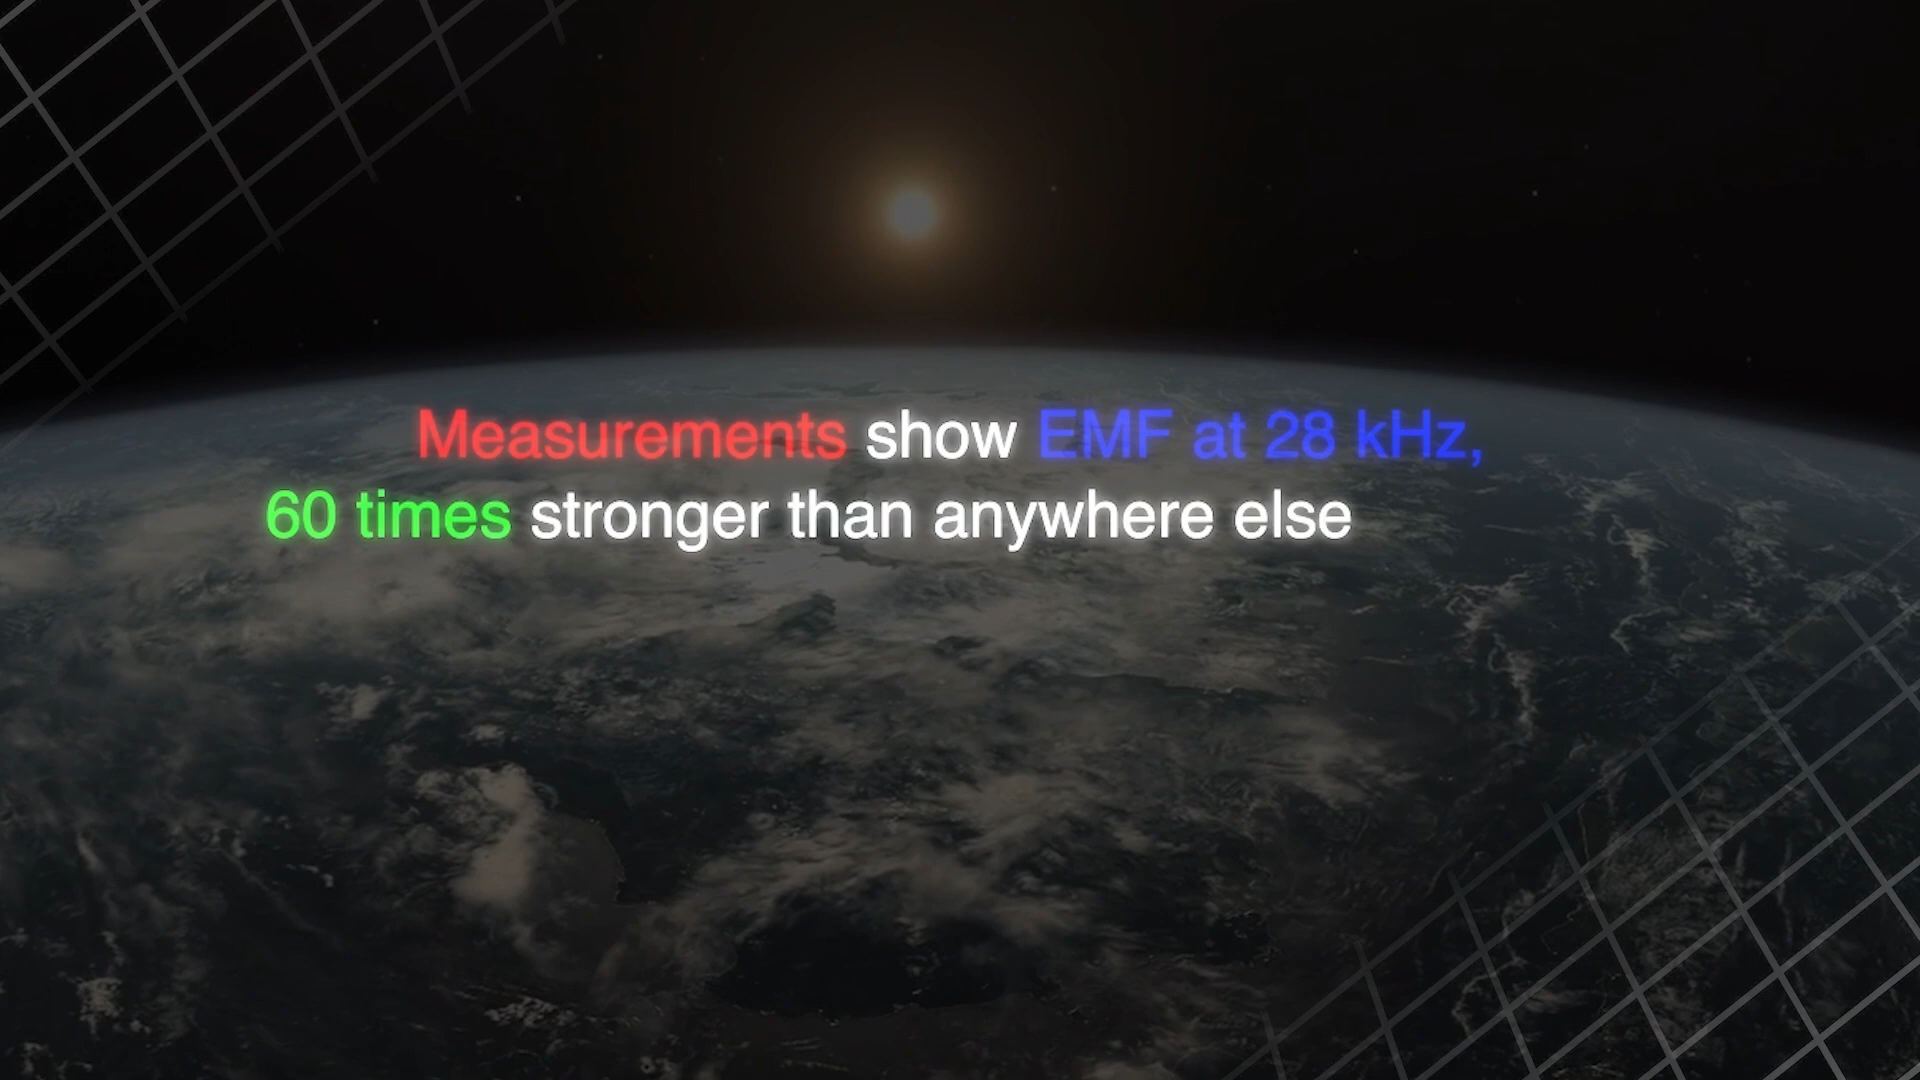 Measurements show EMF at 28 kHz,
60 times stronger than anywhere else